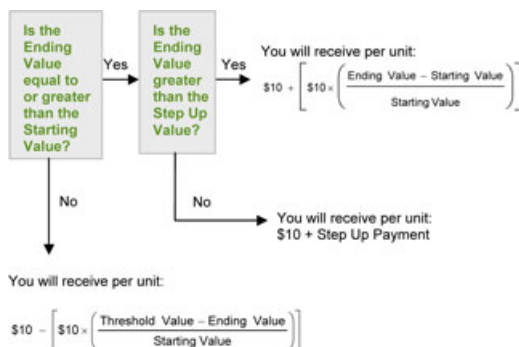 Is the
Ending
Value
equal to
or greater
than the
Starting
Value?
Yes
Is the
Ending
Value
greater
than the
Step Up
Value?
Yes
You will receive per unit:
$10 + [ $10 × ( Ending Value – Starting Value
Starting Value ) ]
No
No
You will receive per unit:
$10 + Step Up Payment
You will receive per unit:
$10 – [ $10 × ( Threshold Value – Ending Value
Starting Value ) ]